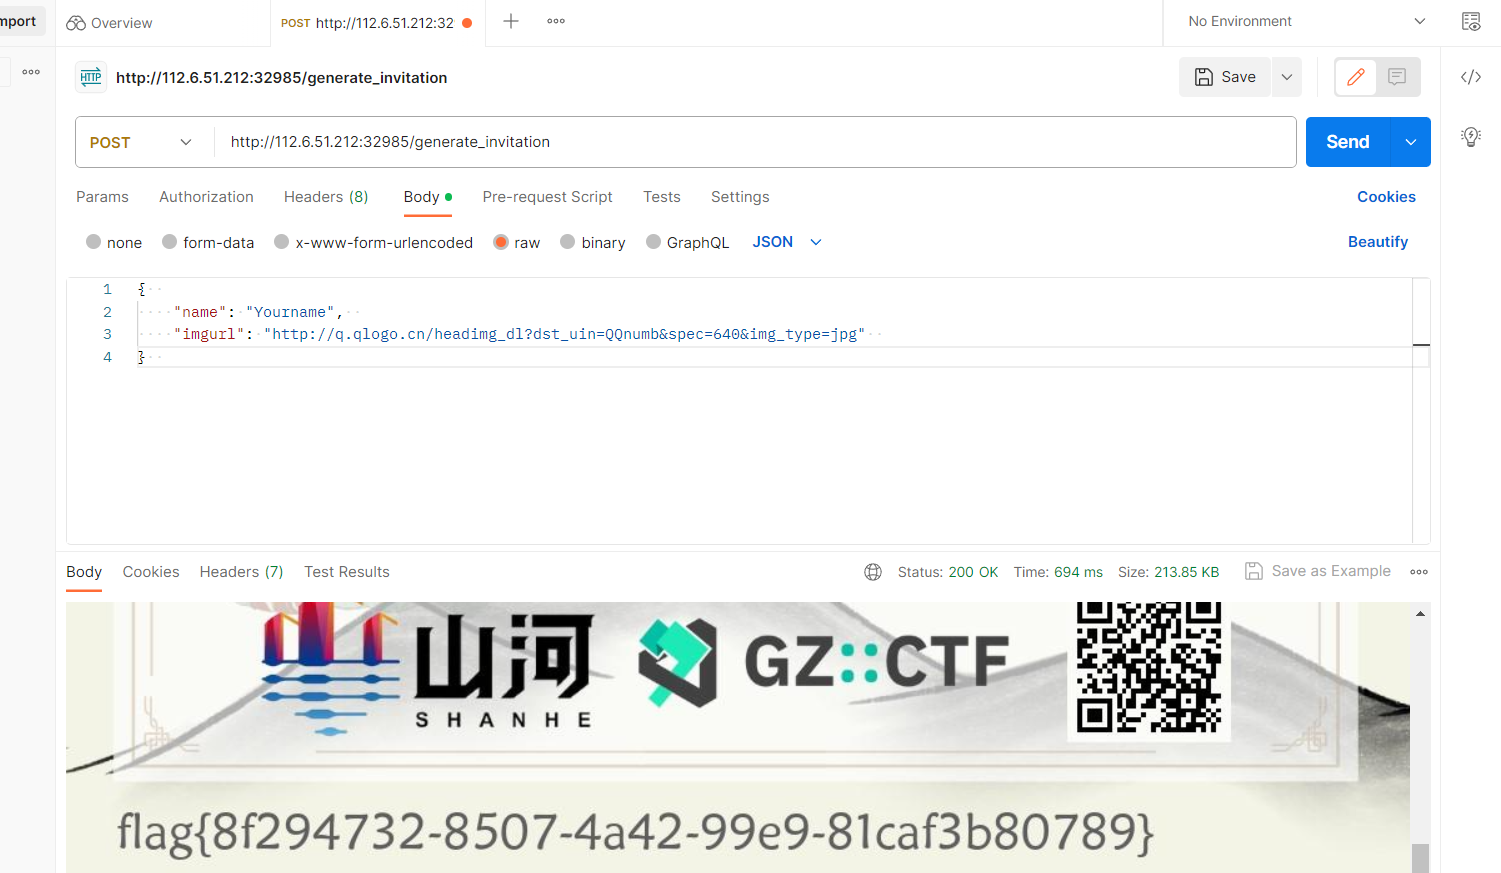 mport
Overview
POST http://112.6.51.212:32
No Environment
HTTP
http://112.6.51.212:32985/generate_invitation
Save
POST
http://112.6.51.212:32985/generate_invitation
Send
Params
Authorization
Headers (8)
Body
Pre-request Script
Tests
Settings
Cookies
none
form-data
x-www-form-urlencoded
raw
binary
GraphQL
JSON
Beautify
1 {
2 "name": "Yourname",
3 "imgurl": "http://q.qlogo.cn/headimg_dl?dst_uin=QQnumb&spec=640&img_type=jpg"
4 }
Body
Cookies
Headers (7)
Test Results
Status: 200 OK
Time: 694 ms
Size: 213.85 KB
Save as Example
山河
SHANHE
GZ::CTF
flag{8f294732-8507-4a42-99e9-81caf3b80789}